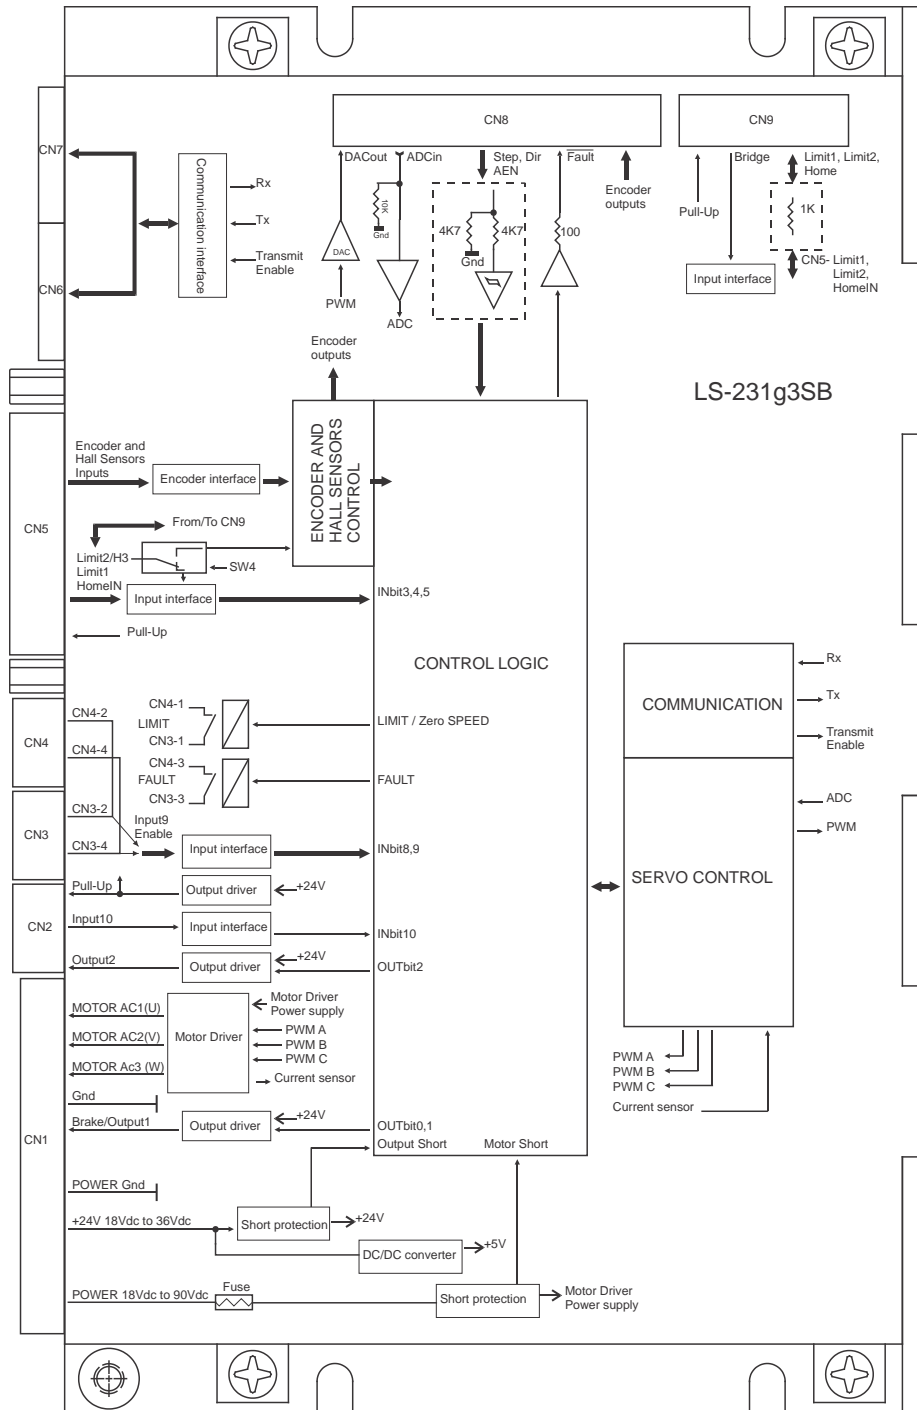 CN8
CN9
CN7
DACout
ADCin
Step, Dir
AEN
Fault
Encoder
outputs
Bridge
Limit1, Limit2,
Home
Pull-Up
1K
Communication interface
Rx
Tx
Transmit
Enable
10K
Gnd
4K7
4K7
Gnd
100
DAC
PWM
ADC
Input interface
CN5- Limit1,
Limit2,
HomeIN
CN6
Encoder
outputs
LS-231g3SB
ENCODER AND
HALL SENSORS
CONTROL
Encoder and
Hall Sensors
Inputs
Encoder interface
CN5
From/To CN9
Limit2/H3
Limit1
HomeIN
SW4
Input interface
INbit3,4,5
Pull-Up
CONTROL LOGIC
Rx
COMMUNICATION
Tx
Transmit
Enable
CN4
CN4-2
CN4-4
CN4-1
LIMIT
CN3-1
LIMIT / Zero SPEED
CN4-3
FAULT
CN3-3
FAULT
ADC
PWM
SERVO CONTROL
CN3
CN3-2
CN3-4
Input9
Enable
Input interface
INbit8,9
Pull-Up
Output driver
+24V
CN2
Input10
Input interface
INbit10
Output2
Output driver
+24V
OUTbit2
MOTOR AC1(U)
MOTOR AC2(V)
MOTOR Ac3 (W)
Motor Driver
Motor Driver
Power supply
PWM A
PWM B
PWM C
Current sensor
PWM A
PWM B
PWM C
Current sensor
Gnd
CN1
Brake/Output1
Output driver
+24V
OUTbit0,1
Output Short
Motor Short
POWER Gnd
+24V 18Vdc to 36Vdc
Short protection
+24V
DC/DC converter
+5V
POWER 18Vdc to 90Vdc
Fuse
Short protection
Motor Driver
Power supply